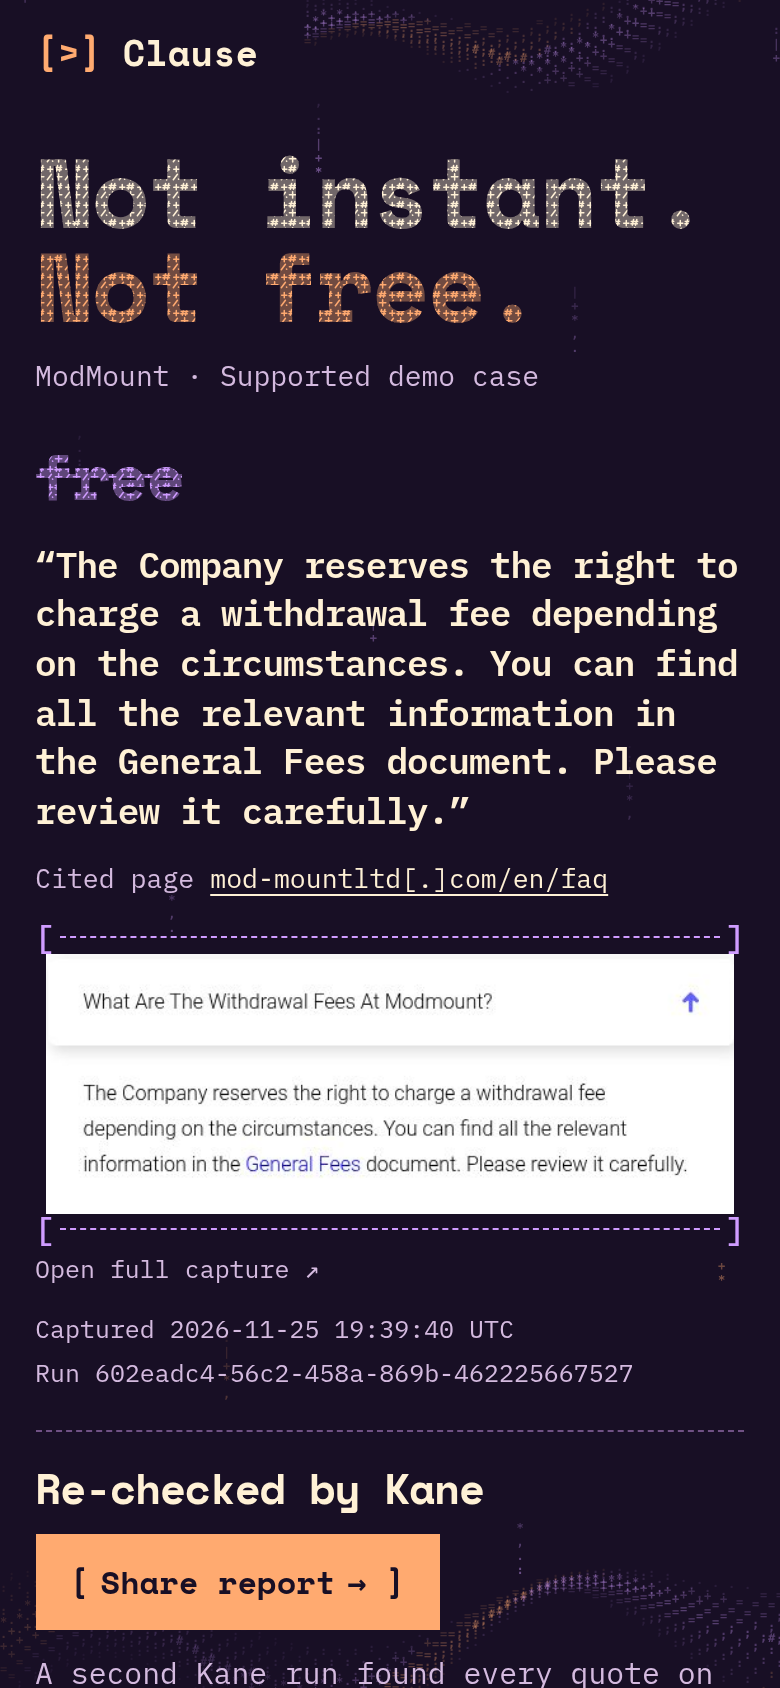 [>] Clause
Not instant.
Not free.
ModMount · Supported demo case
free
“The Company reserves the right to
charge a withdrawal fee depending
on the circumstances. You can find
all the relevant information in
the General Fees document. Please
review it carefully.”
Cited page mod-mountltd[.]com/en/faq
What Are The Withdrawal Fees At Modmount?
The Company reserves the right to charge a withdrawal fee
depending on the circumstances. You can find all the relevant
information in the General Fees document. Please review it carefully.
Open full capture ↗
Captured 2026-11-25 19:39:40 UTC
Run 602eadc4-56c2-458a-869b-462225667527
Re-checked by Kane
[ Share report → ]
A second Kane run found every quote on